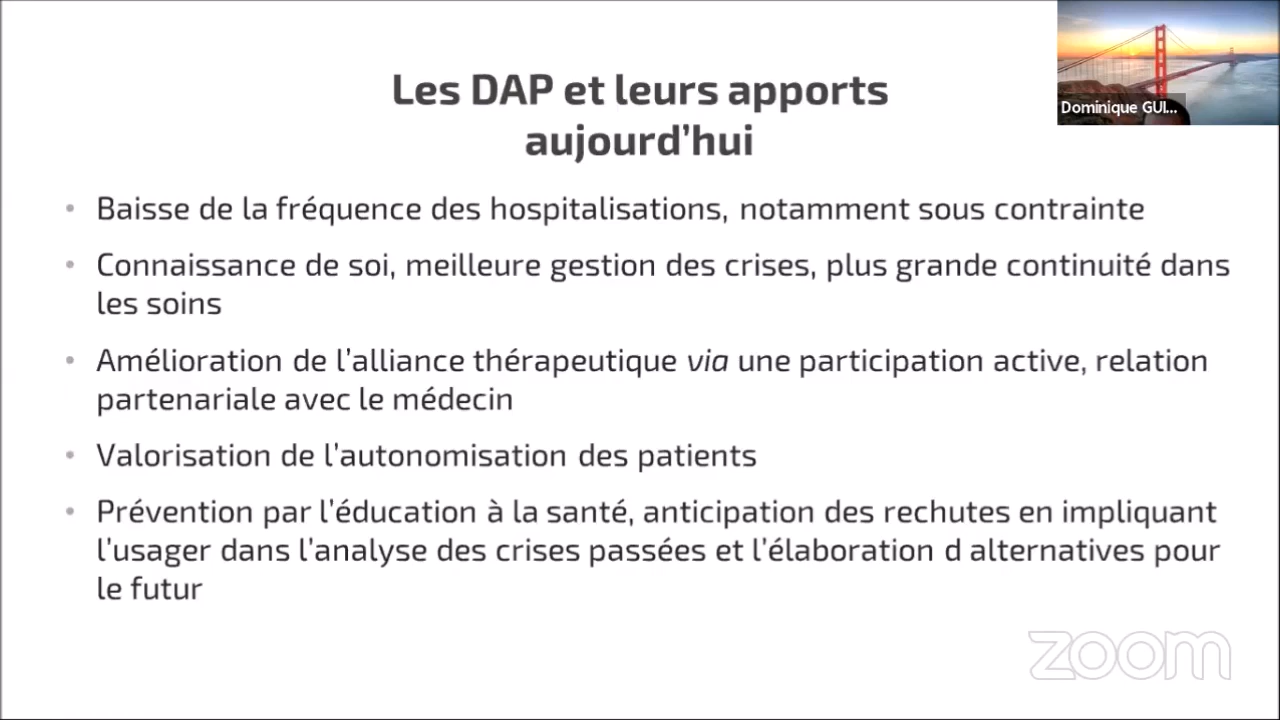 Les DAP et leurs apports
aujourd’hui
Dominique GUI...
• Baisse de la fréquence des hospitalisations, notamment sous contrainte
• Connaissance de soi, meilleure gestion des crises, plus grande continuité dans
les soins
• Amélioration de l’alliance thérapeutique via une participation active, relation
partenariale avec le médecin
• Valorisation de l’autonomisation des patients
• Prévention par l’éducation à la santé, anticipation des rechutes en impliquant
l’usager dans l’analyse des crises passées et l’élaboration d alternatives pour
le futur
zoom